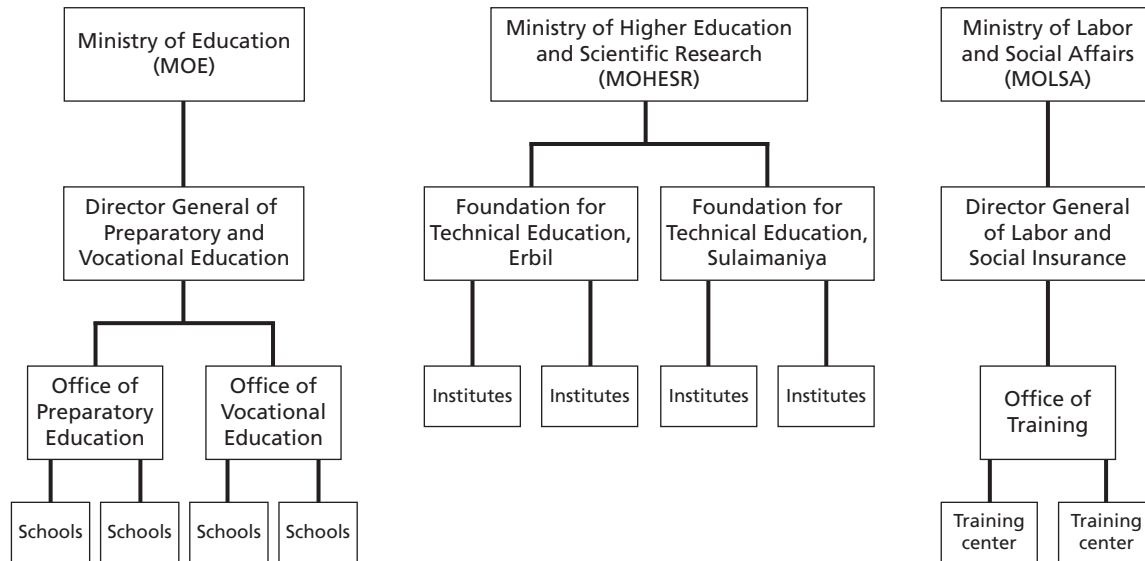 Ministry of Education
(MOE)
Ministry of Higher Education
and Scientific Research
(MOHESR)
Ministry of Labor
and Social Affairs
(MOLSA)
Director General of
Preparatory and
Vocational Education
Foundation for
Technical Education,
Erbil
Foundation for
Technical Education,
Sulaimaniya
Director General
of Labor and
Social Insurance
Office of
Preparatory
Education
Office of
Vocational
Education
Institutes
Institutes
Institutes
Institutes
Office of
Training
Schools
Schools
Schools
Schools
Training
center
Training
center